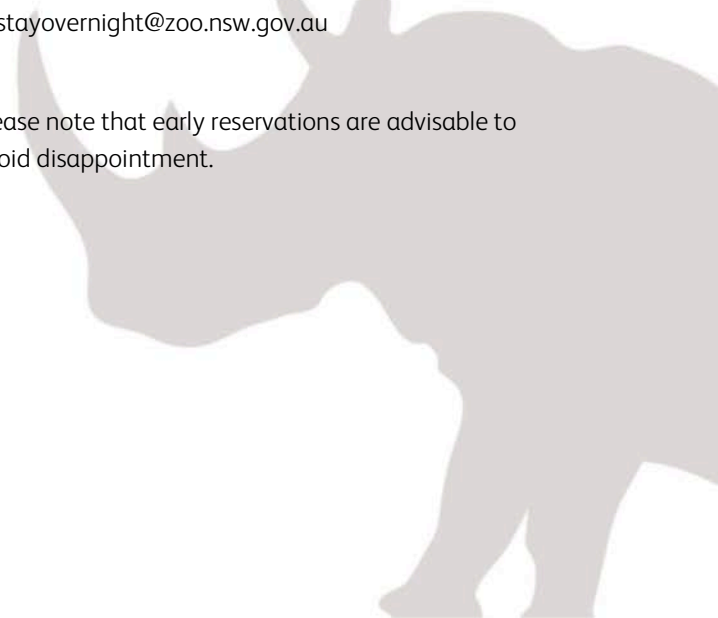 stayovernight@zoo.nsw.gov.au
ease note that early reservations are advisable to
oid disappointment.